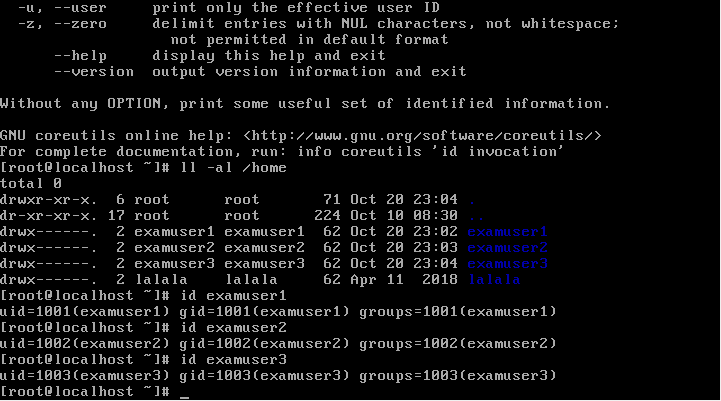 -u, --user      print only the effective user ID
-z, --zero      delimit entries with NUL characters, not whitespace;
not permitted in default format
--help     display this help and exit
--version  output version information and exit
Without any OPTION, print some useful set of identified information.
GNU coreutils online help: <http://www.gnu.org/software/coreutils/>
For complete documentation, run: info coreutils 'id invocation'
[root@localhost ~]# ll -al /home
total 0
drwxr-xr-x.  6 root      root       71 Oct 20 23:04 .
dr-xr-xr-x. 17 root      root      224 Oct 10 08:30 ..
drwx------.  2 examuser1 examuser1  62 Oct 20 23:02 examuser1
drwx------.  2 examuser2 examuser2  62 Oct 20 23:03 examuser2
drwx------.  2 examuser3 examuser3  62 Oct 20 23:04 examuser3
drwx------.  2 lalala    lalala     62 Apr 11  2018 lalala
[root@localhost ~]# id examuser1
uid=1001(examuser1) gid=1001(examuser1) groups=1001(examuser1)
[root@localhost ~]# id examuser2
uid=1002(examuser2) gid=1002(examuser2) groups=1002(examuser2)
[root@localhost ~]# id examuser3
uid=1003(examuser3) gid=1003(examuser3) groups=1003(examuser3)
[root@localhost ~]# _